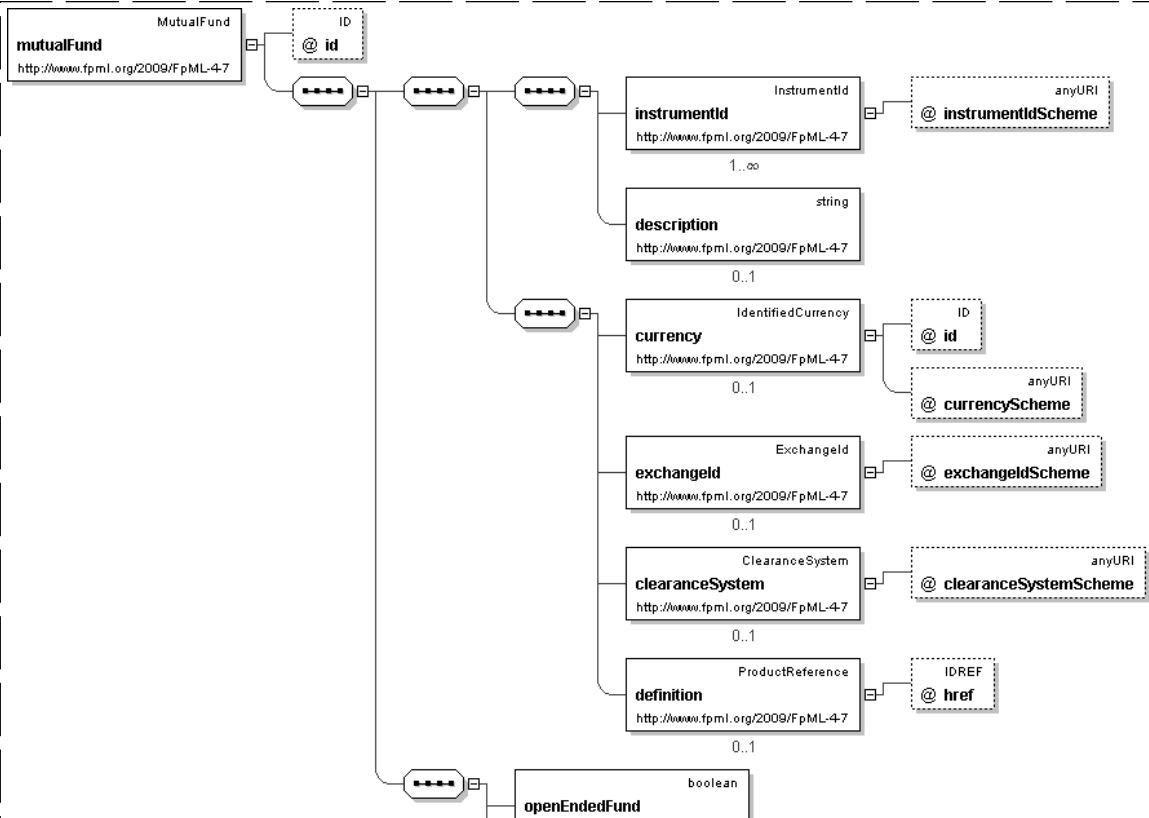 MutualFund
mutualFund
http://www.fpml.org/2009/FpML-4-7
ID
@ id
InstrumentId
instrumentId
http://www.fpml.org/2009/FpML-4-7
1..∞
anyURI
@ instrumentIdScheme
string
description
http://www.fpml.org/2009/FpML-4-7
0..1
IdentifiedCurrency
currency
http://www.fpml.org/2009/FpML-4-7
0..1
ID
@ id
anyURI
@ currencyScheme
ExchangeId
exchangeId
http://www.fpml.org/2009/FpML-4-7
0..1
anyURI
@ exchangeIdScheme
ClearanceSystem
clearanceSystem
http://www.fpml.org/2009/FpML-4-7
0..1
anyURI
@ clearanceSystemScheme
ProductReference
definition
http://www.fpml.org/2009/FpML-4-7
0..1
IDREF
@ href
boolean
openEndedFund